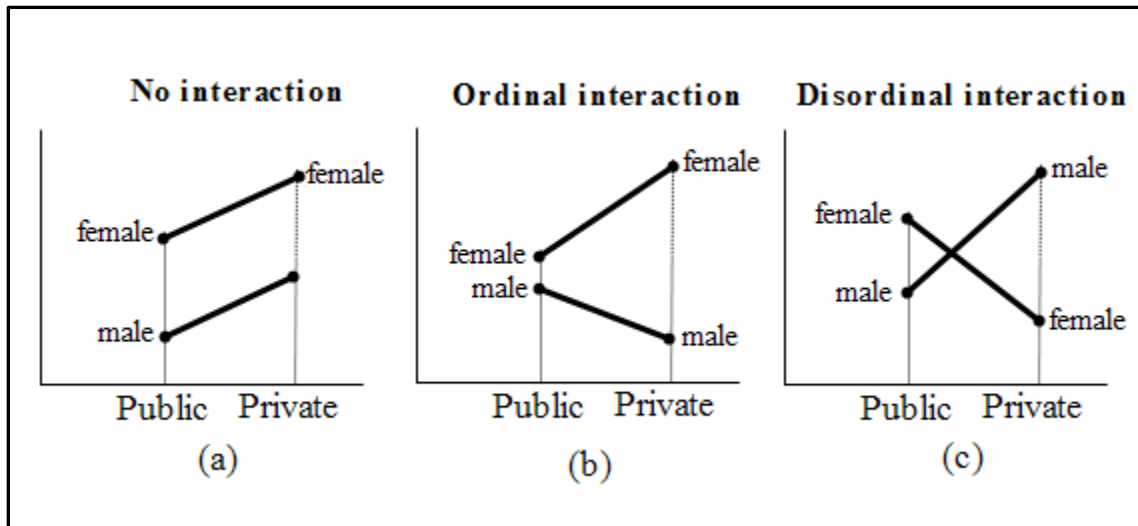 No interaction
female
female
male
Public Private
(a)
Ordinal interaction
female
female
male
male
Public Private
(b)
Disordinal interaction
male
female
male
female
Public Private
(c)